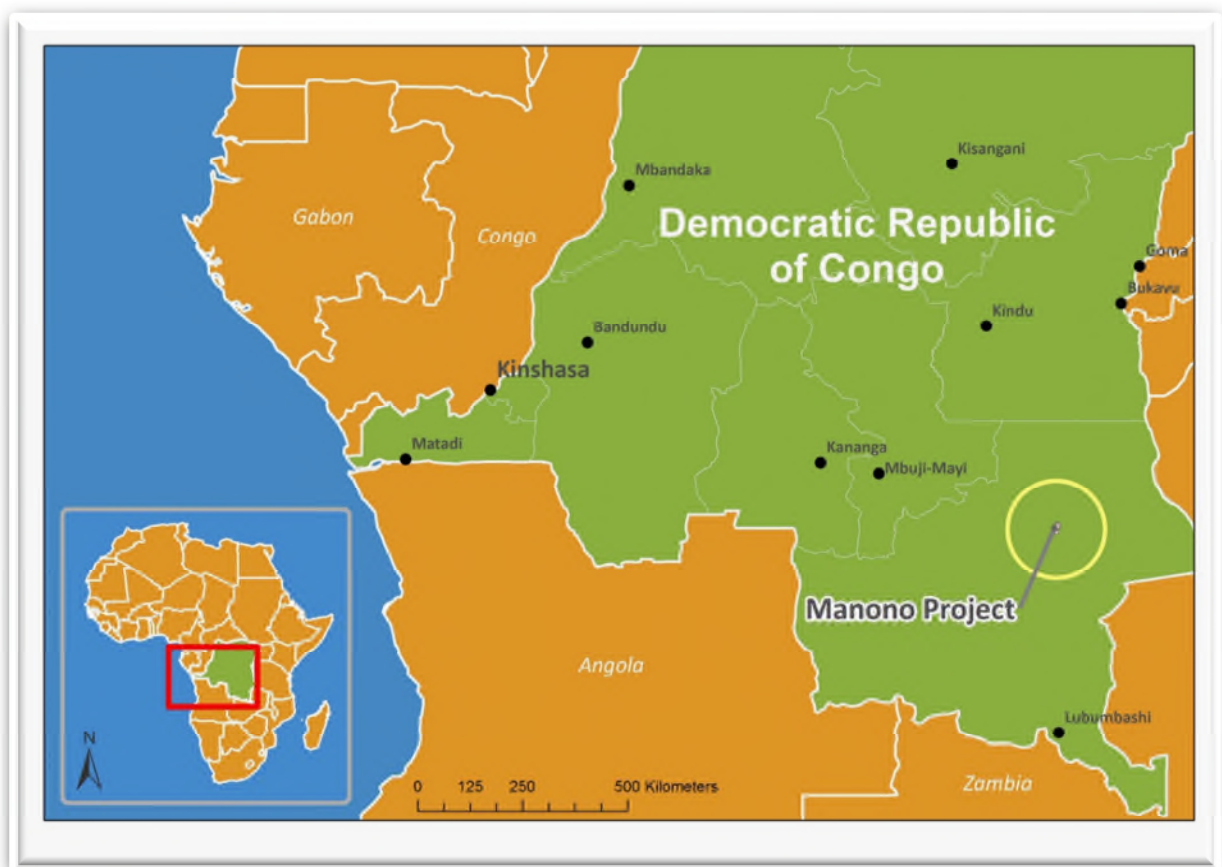 Kisangani
Mbandaka
Democratic Republic
of Congo
Gabon
Congo
Goma
Bukavu
Kindu
Bandundu
Kinshasa
Matadi
Kananga
Mbuji-Mayi
Manono Project
Angola
Lubumbashi
Zambia
N
0 125 250 500 Kilometers